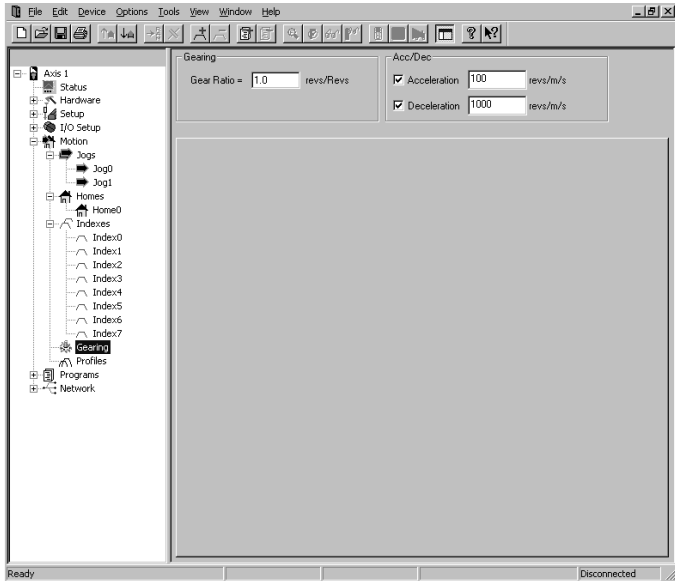 File Edit Device Options Tools View Window Help
Gearing
Gear Ratio = 1.0 revs/Revs
Acc/Dec
Acceleration 100 revs/m/s
Deceleration 1000 revs/m/s
Axis 1
Status
Hardware
Setup
I/O Setup
Motion
Jogs
Jog0
Jog1
Homes
Home0
Indexes
Index0
Index1
Index2
Index3
Index4
Index5
Index6
Index7
Gearing
Profiles
Programs
Network
Ready Disconnected